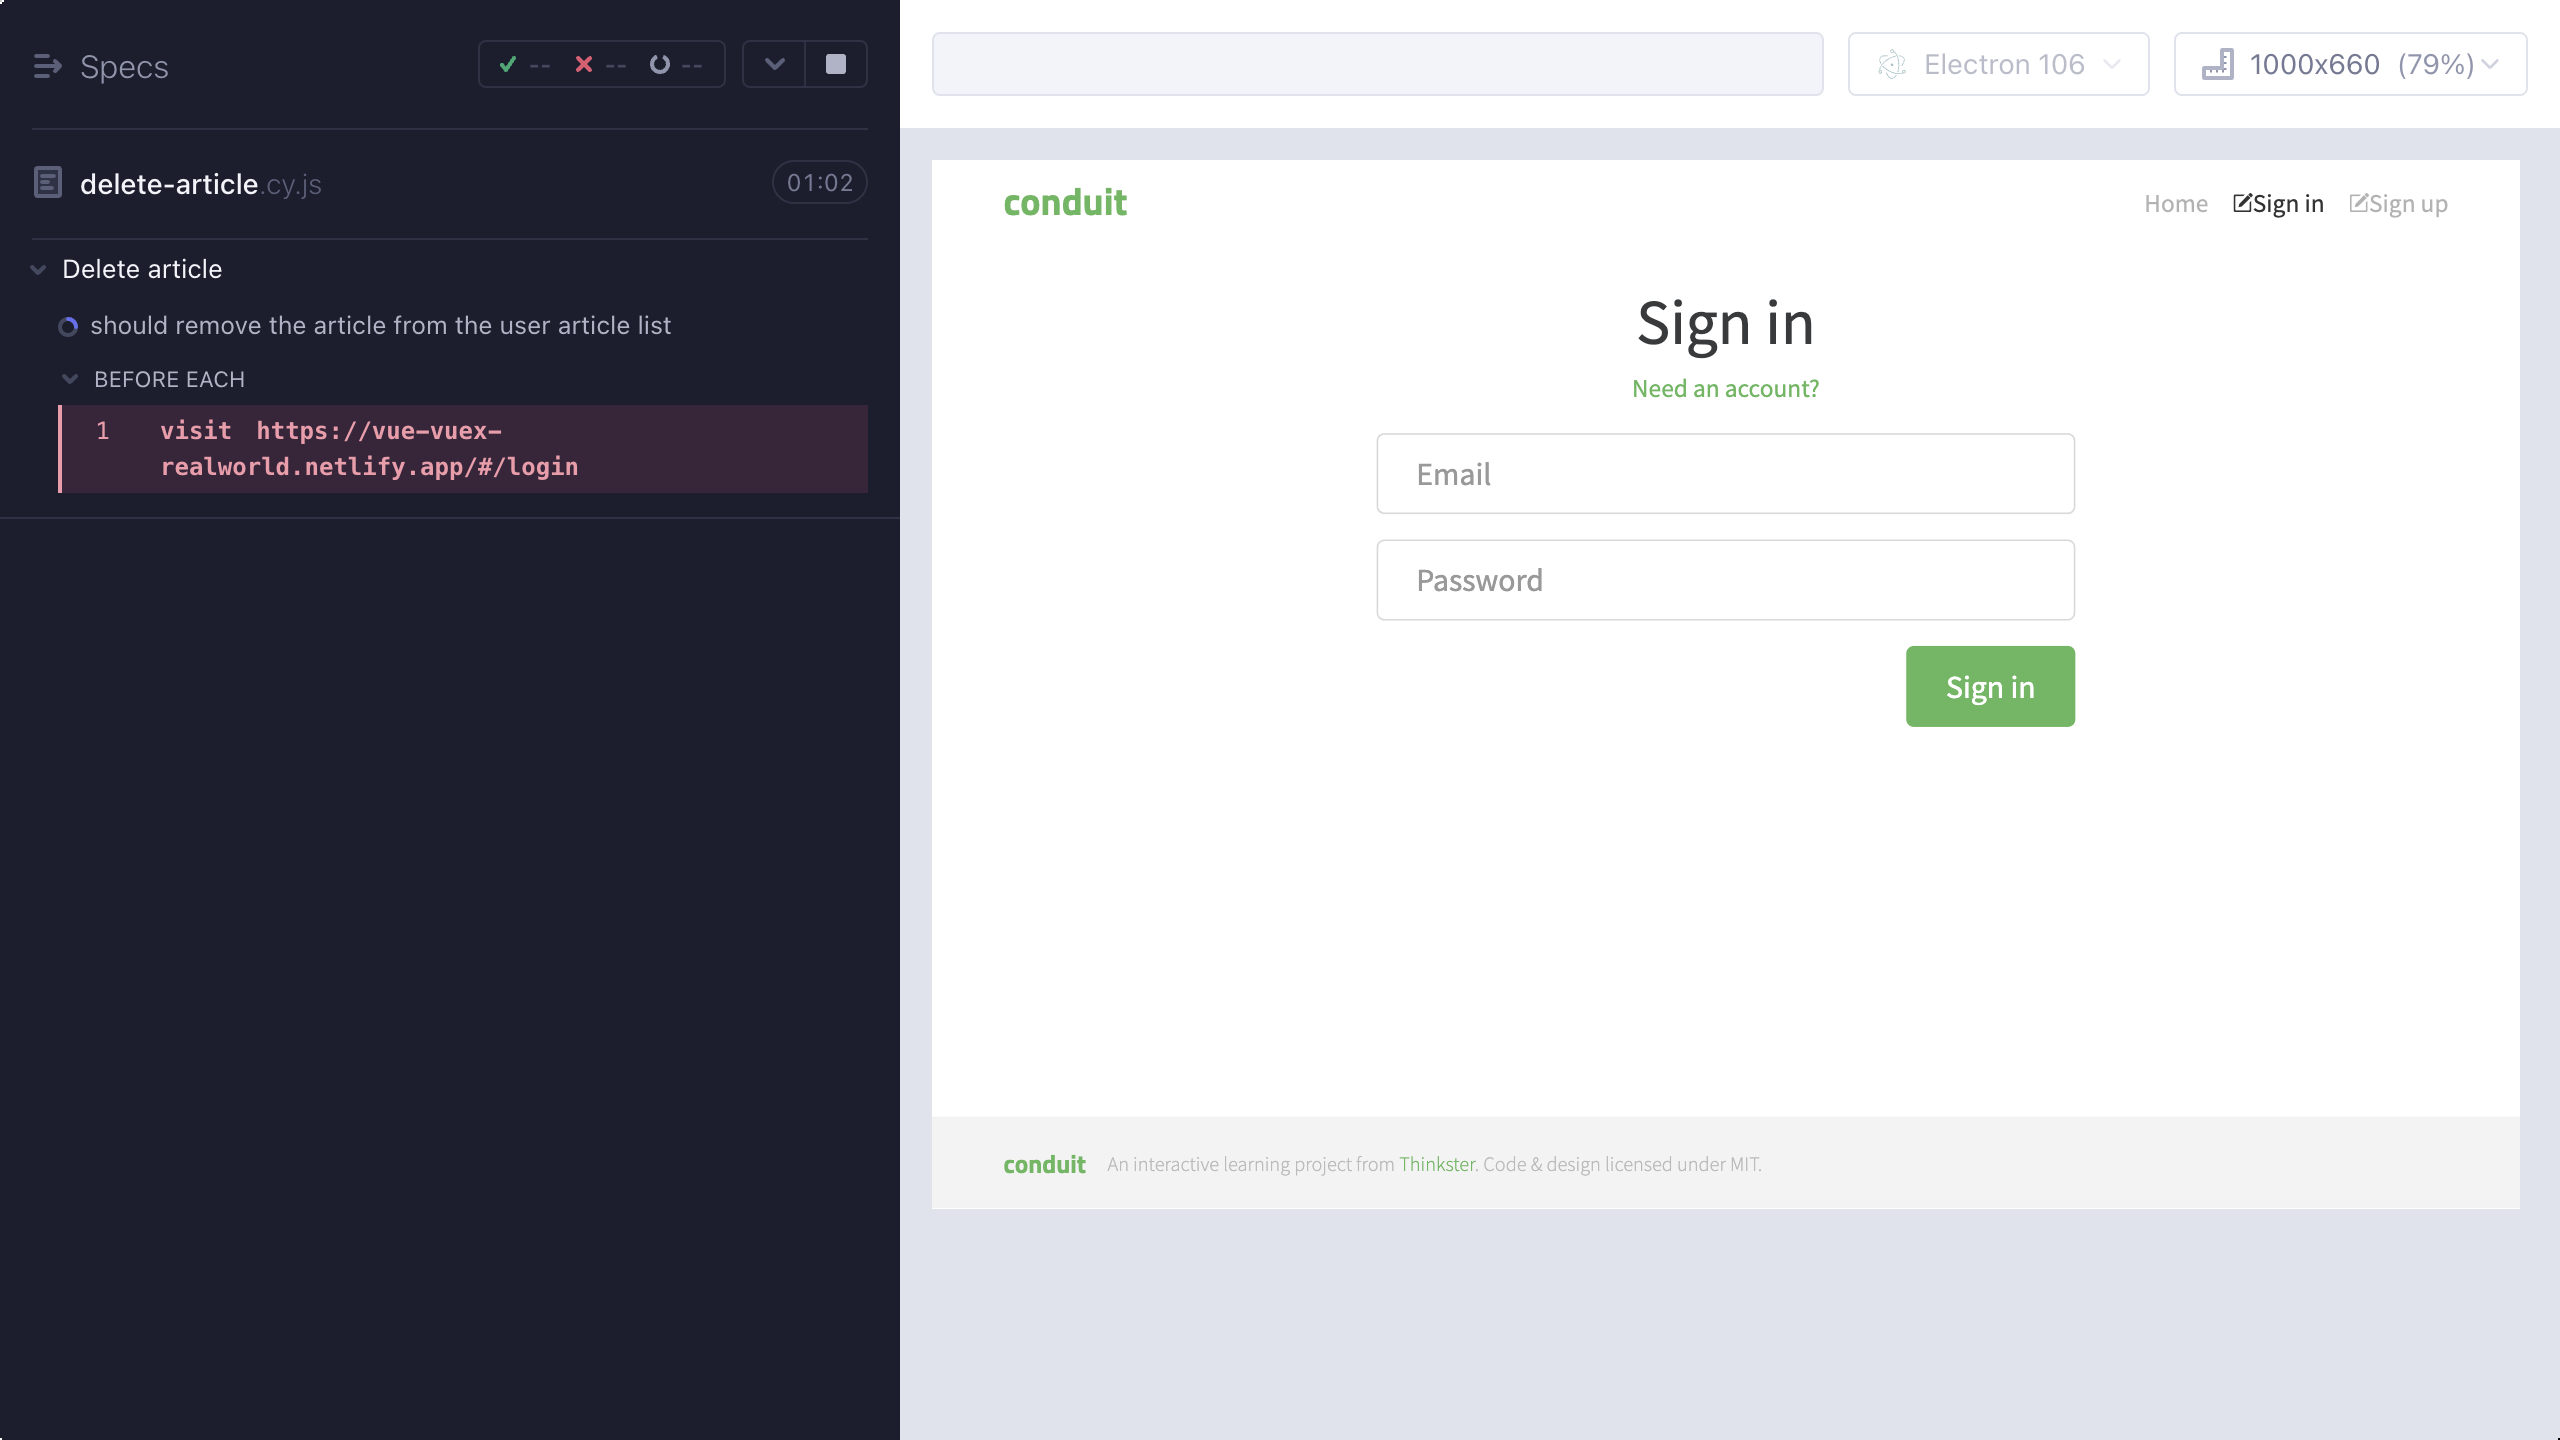 Specs
-- -- --
delete-article.cy.js
01:02
Delete article
should remove the article from the user article list
BEFORE EACH
1 visit https://vue-vuex-
realworld.netlify.app/#/login
Electron 106
1000x660 (79%)
conduit
Home Sign in Sign up
Sign in
Need an account?
Email
Password
Sign in
conduit An interactive learning project from Thinkster. Code & design licensed under MIT.